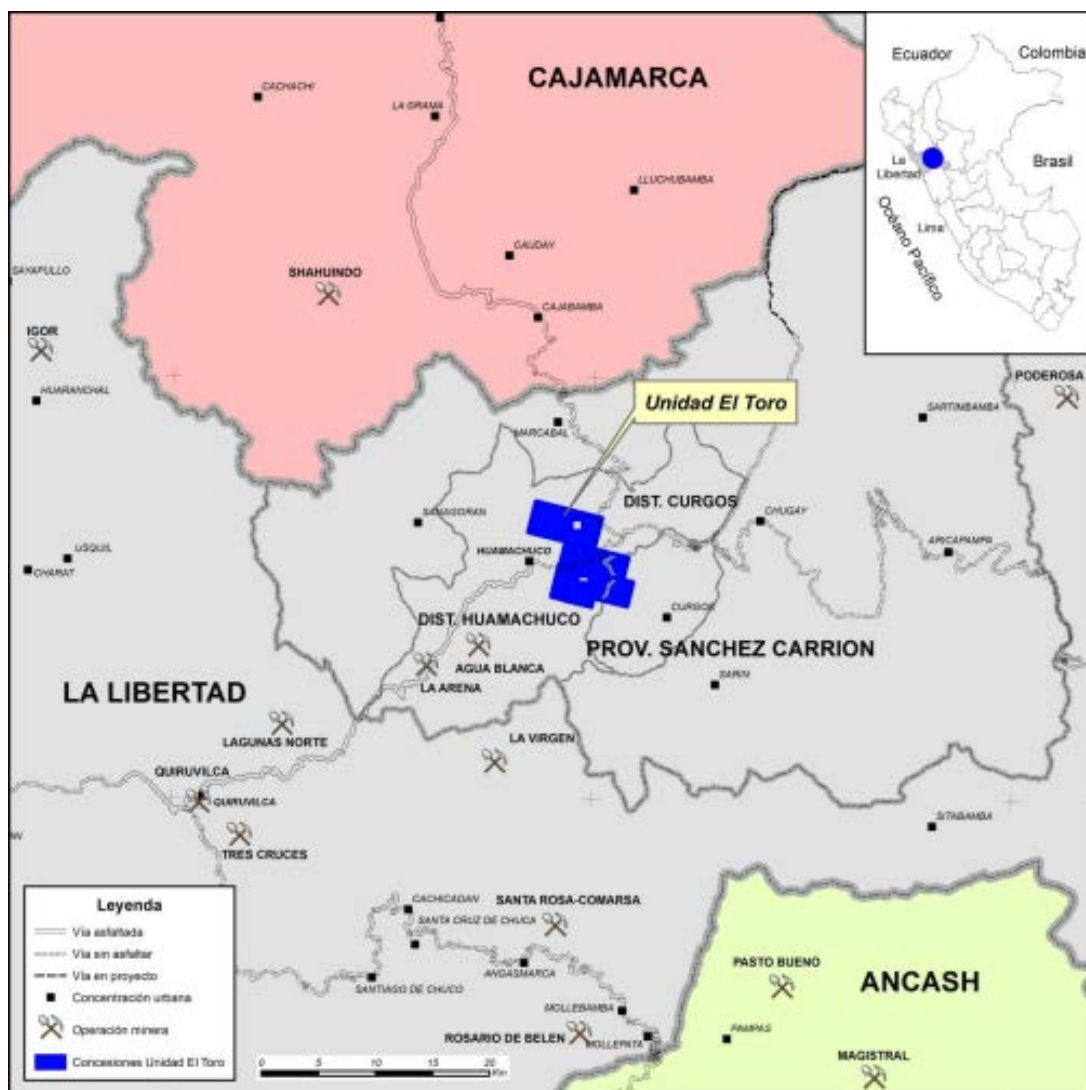 Ecuador
Colombia
Brasil
La
Libertad
Lima
Océano Pacífico
CAJAMARCA
CACHACHI
LA GRAMA
LLUCHUBAMBA
CAUDAY
SHAHUINDO
SAYAPULLO
CAJABAMBA
IGOR
PODEROSA
HUARANCHAL
Unidad El Toro
SARTIMBAMBA
MARCABAL
DIST. CURGOS
SANAGORAN
CHUGAY
HUAMACHUCO
ARICAPAMPA
USQUIL
CHARAT
DIST. HUAMACHUCO
CURGOS
PROV. SANCHEZ CARRION
AGUA BLANCA
LA ARENA
SARIN
LA LIBERTAD
LAGUNAS NORTE
LA VIRGEN
QUIRUVILCA
QUIRUVILCA
SITABAMBA
TRES CRUCES
CACHICADAN
SANTA ROSA-COMARSA
SANTA CRUZ DE CHUCA
ANGASMARCA
SANTIAGO DE CHUCO
PASTO BUENO
ANCASH
MOLLEBAMBA
ROSARIO DE BELEN
MOLLEPATA
PAMPAS
MAGISTRAL
Leyenda
Vía asfaltada
Vía sin asfaltar
Vía en proyecto
Concentración urbana
Operación minera
Concesiones Unidad El Toro
0 5 10 15 20
Km